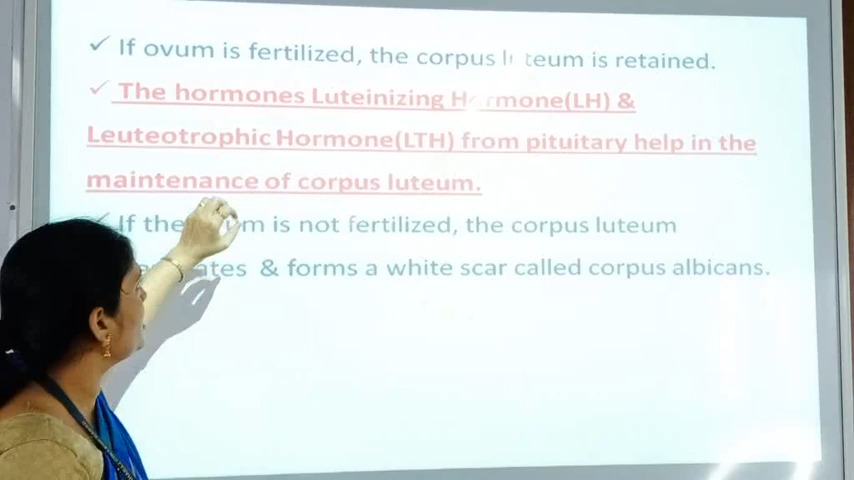 ✓ If ovum is fertilized, the corpus luteum is retained.
✓ The hormones Luteinizing Hormone(LH) &
Leuteotrophic Hormone(LTH) from pituitary help in the
maintenance of corpus luteum.
✓ If the is not fertilized, the corpus luteum
& forms a white scar called corpus albicans.